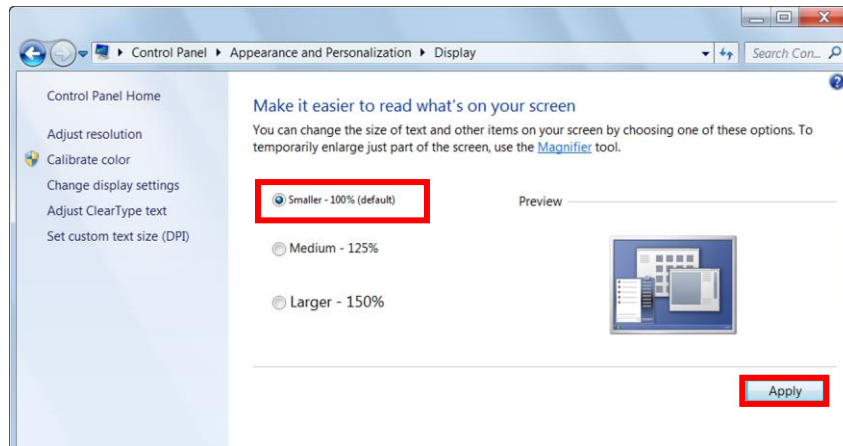 Control Panel Appearance and Personalization Display
Search Con...
Control Panel Home
Adjust resolution
Calibrate color
Change display settings
Adjust ClearType text
Set custom text size (DPI)
Make it easier to read what's on your screen
You can change the size of text and other items on your screen by choosing one of these options. To
temporarily enlarge just part of the screen, use the Magnifier tool.
Smaller - 100% (default)
Preview
Medium - 125%
Larger - 150%
Apply